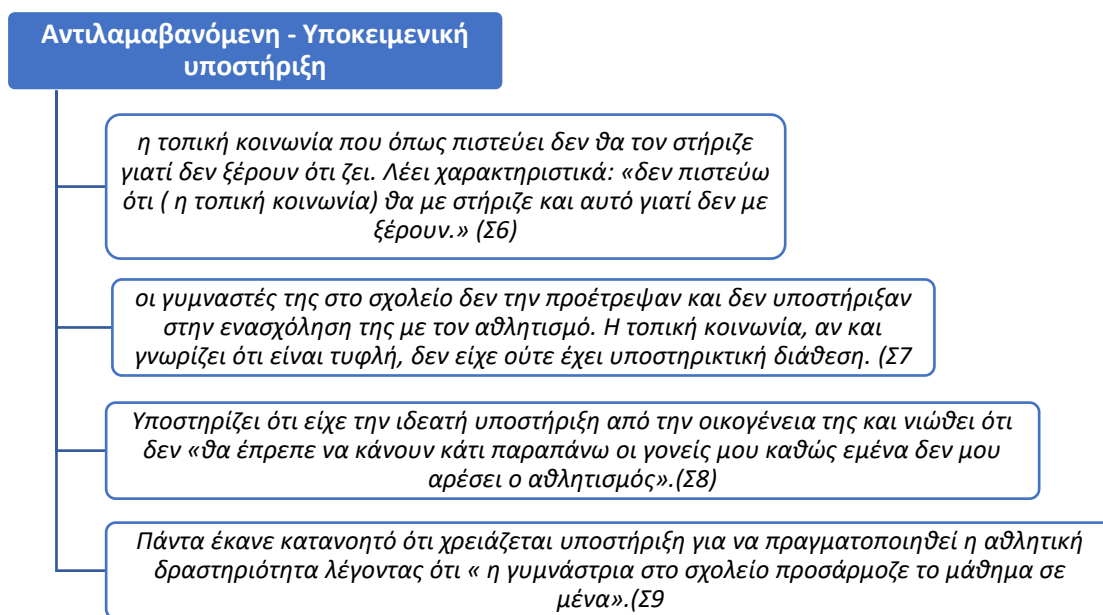 Αντιλαμαβανόμενη - Υποκειμενική
υποστήριξη
η τοπική κοινωνία που όπως πιστεύει δεν θα τον στήριζε
γιατί δεν ξέρουν ότι ζει. Λέει χαρακτηριστικά: «δεν πιστεύω
ότι ( η τοπική κοινωνία) θα με στήριζε και αυτό γιατί δεν με
ξέρουν.» (Σ6)
οι γυμναστές της στο σχολείο δεν την προέτρεψαν και δεν υποστήριξαν
στην ενασχόληση της με τον αθλητισμό. Η τοπική κοινωνία, αν και
γνωρίζει ότι είναι τυφλή, δεν είχε ούτε έχει υποστηρικτική διάθεση. (Σ7
Υποστηρίζει ότι είχε την ιδεατή υποστήριξη από την οικογένεια της και νιώθει ότι
δεν «θα έπρεπε να κάνουν κάτι παραπάνω οι γονείς μου καθώς εμένα δεν μου
αρέσει ο αθλητισμός».(Σ8)
Πάντα έκανε κατανοητό ότι χρειάζεται υποστήριξη για να πραγματοποιηθεί η αθλητική
δραστηριότητα λέγοντας ότι « η γυμνάστρια στο σχολείο προσάρμοζε το μάθημα σε
μένα».(Σ9